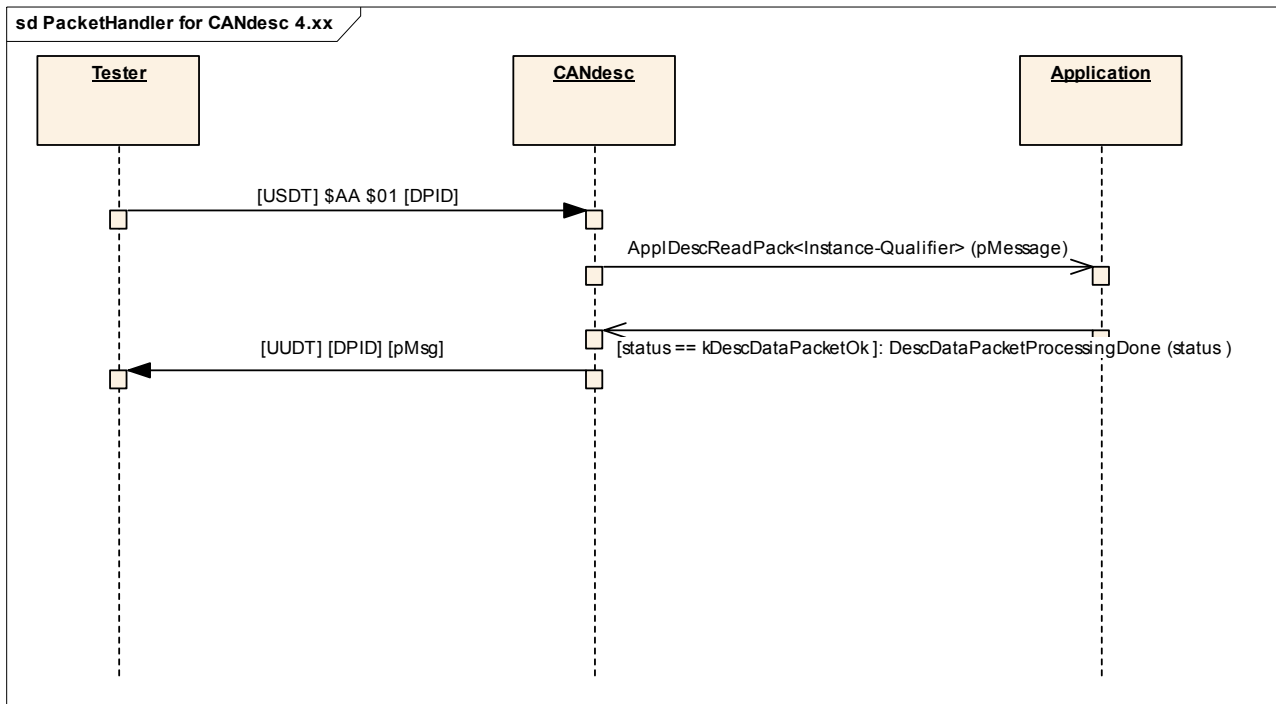 sd PacketHandler for CANdesc 4.xx
Tester
CANdesc
Application
[USDT] $AA $01 [DPID]
ApplDescReadPack<Instance-Qualifier> (pMessage)
[UUDT] [DPID] [pMsg]
[status == kDescDataPacketOk ]: DescDataPacketProcessingDone (status )